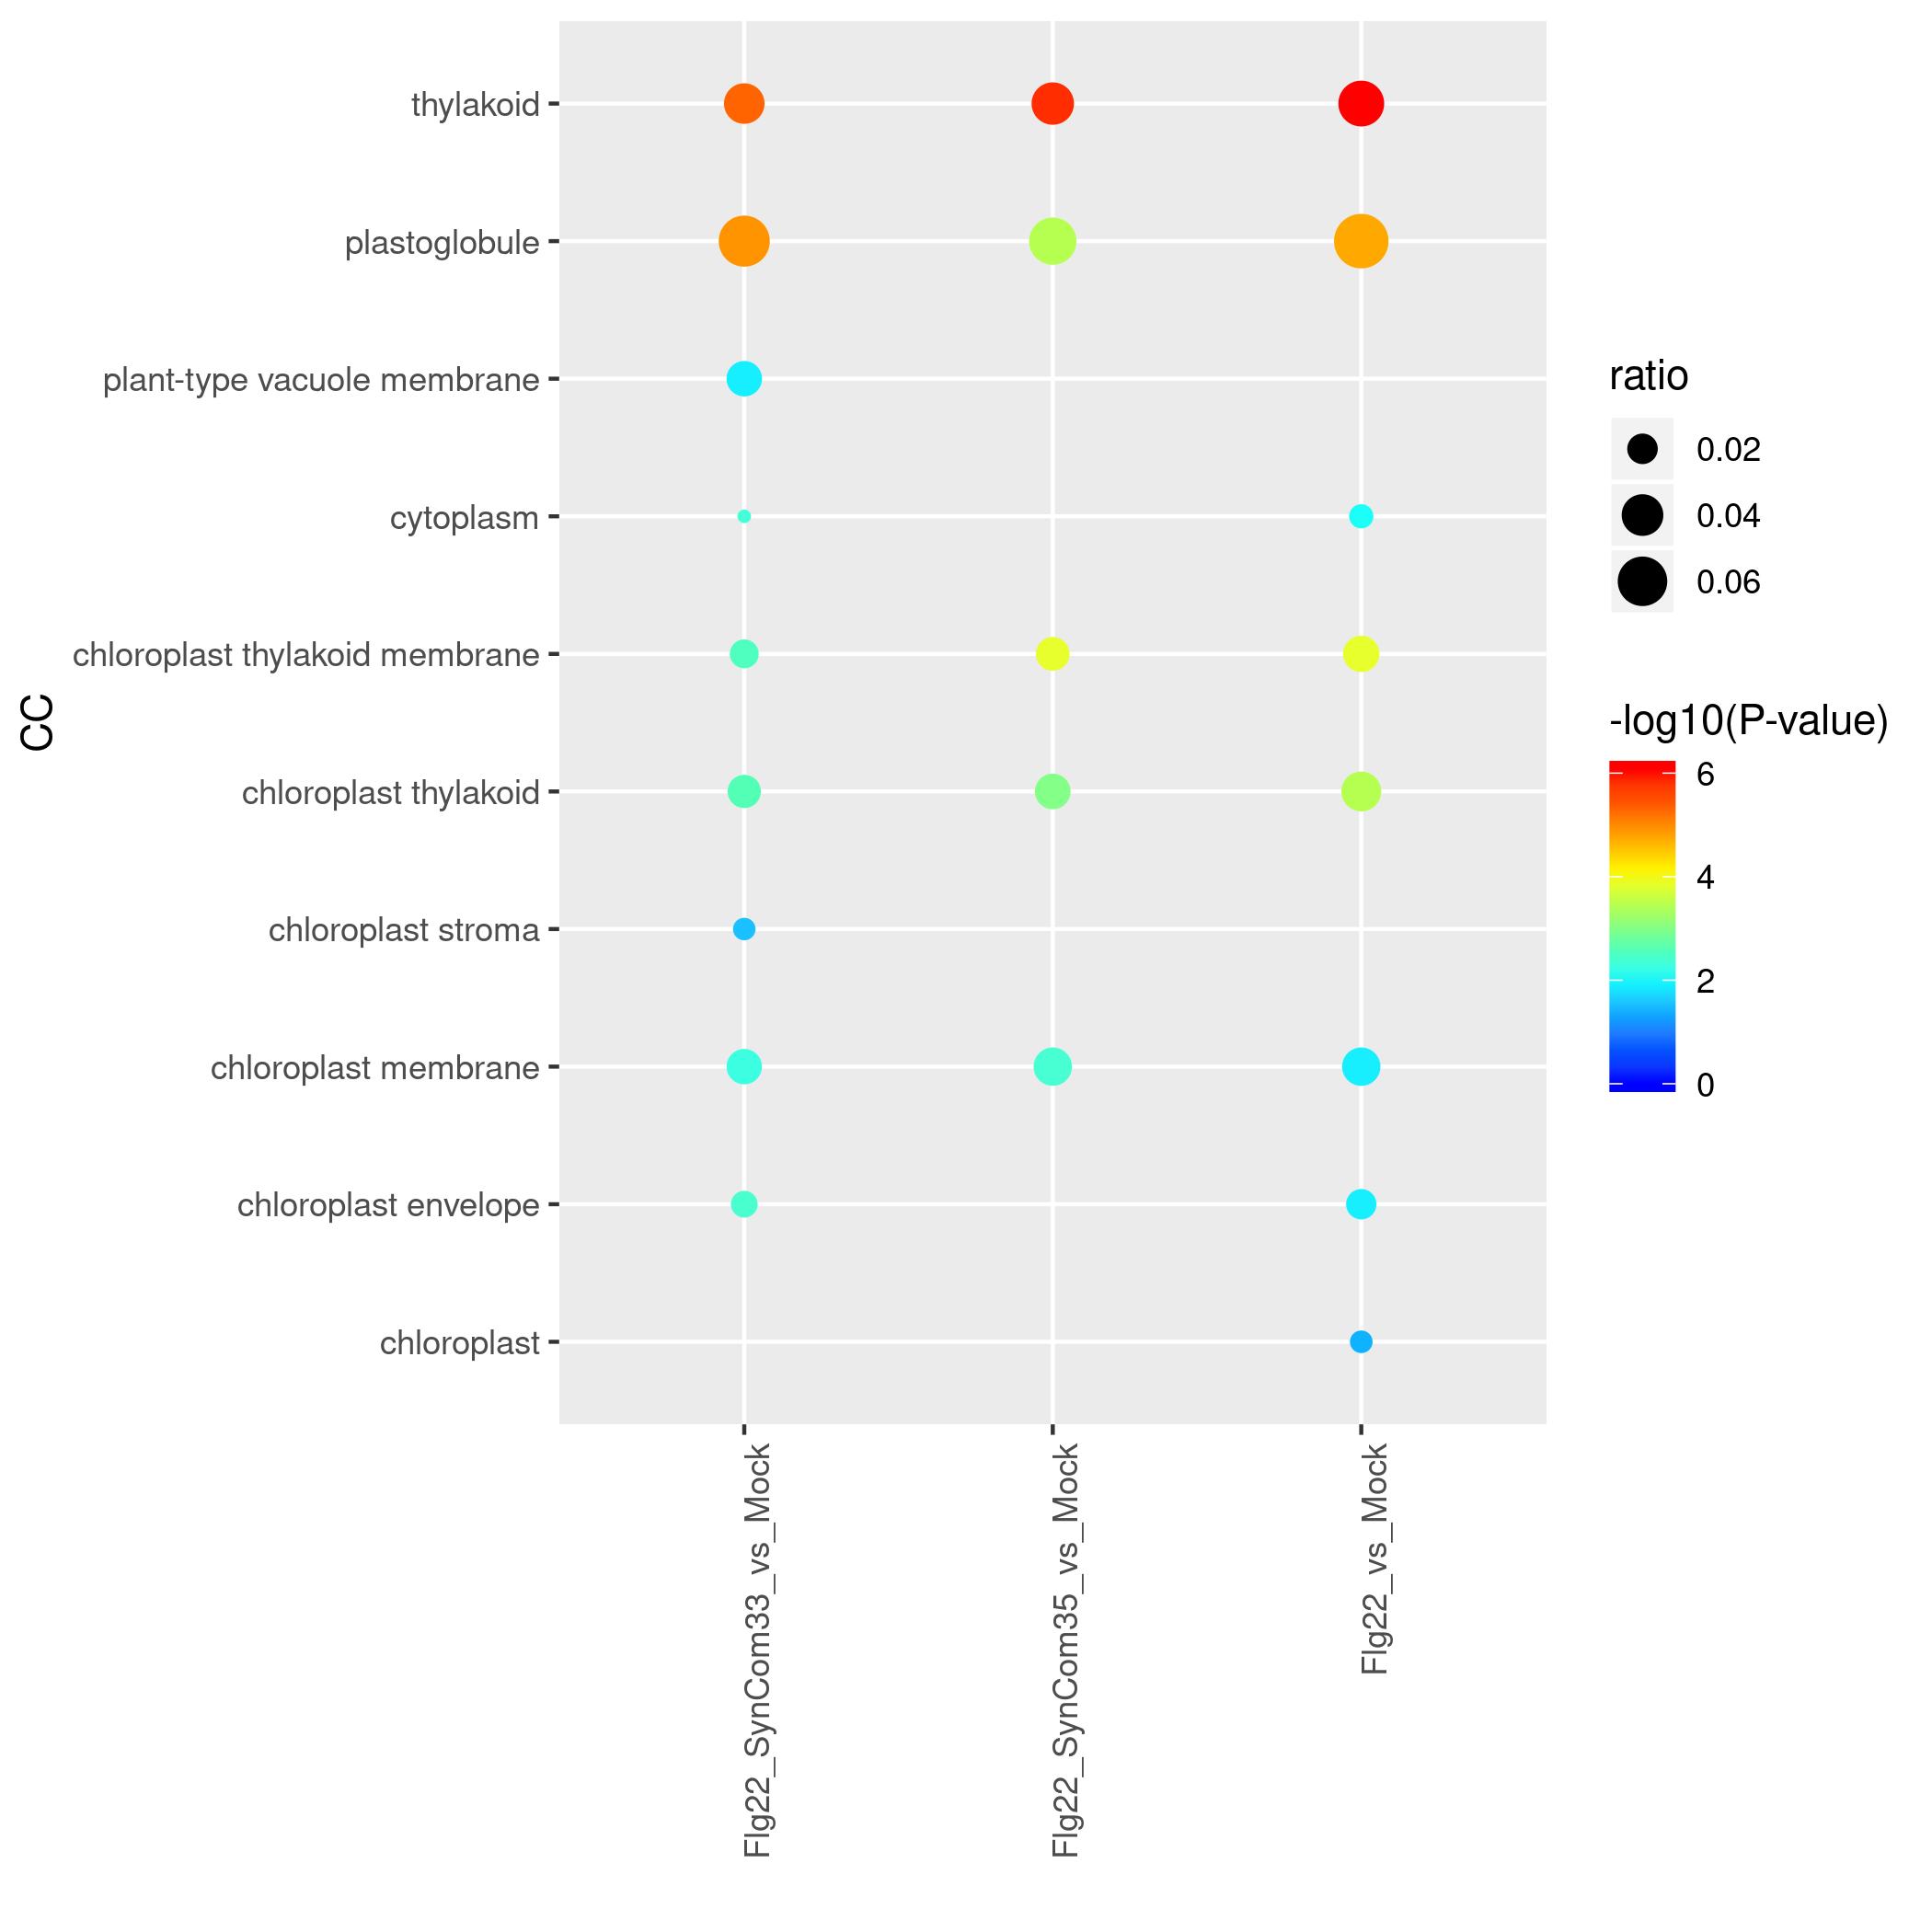 CC
thylakoid
plastoglobule
plant-type vacuole membrane
cytoplasm
chloroplast thylakoid membrane
chloroplast thylakoid
chloroplast stroma
chloroplast membrane
chloroplast envelope
chloroplast
Flg22_SynCom33_vs_Mock
Flg22_SynCom35_vs_Mock
Flg22_vs_Mock
ratio
0.02
0.04
0.06
-log10(P-value)
6
4
2
0